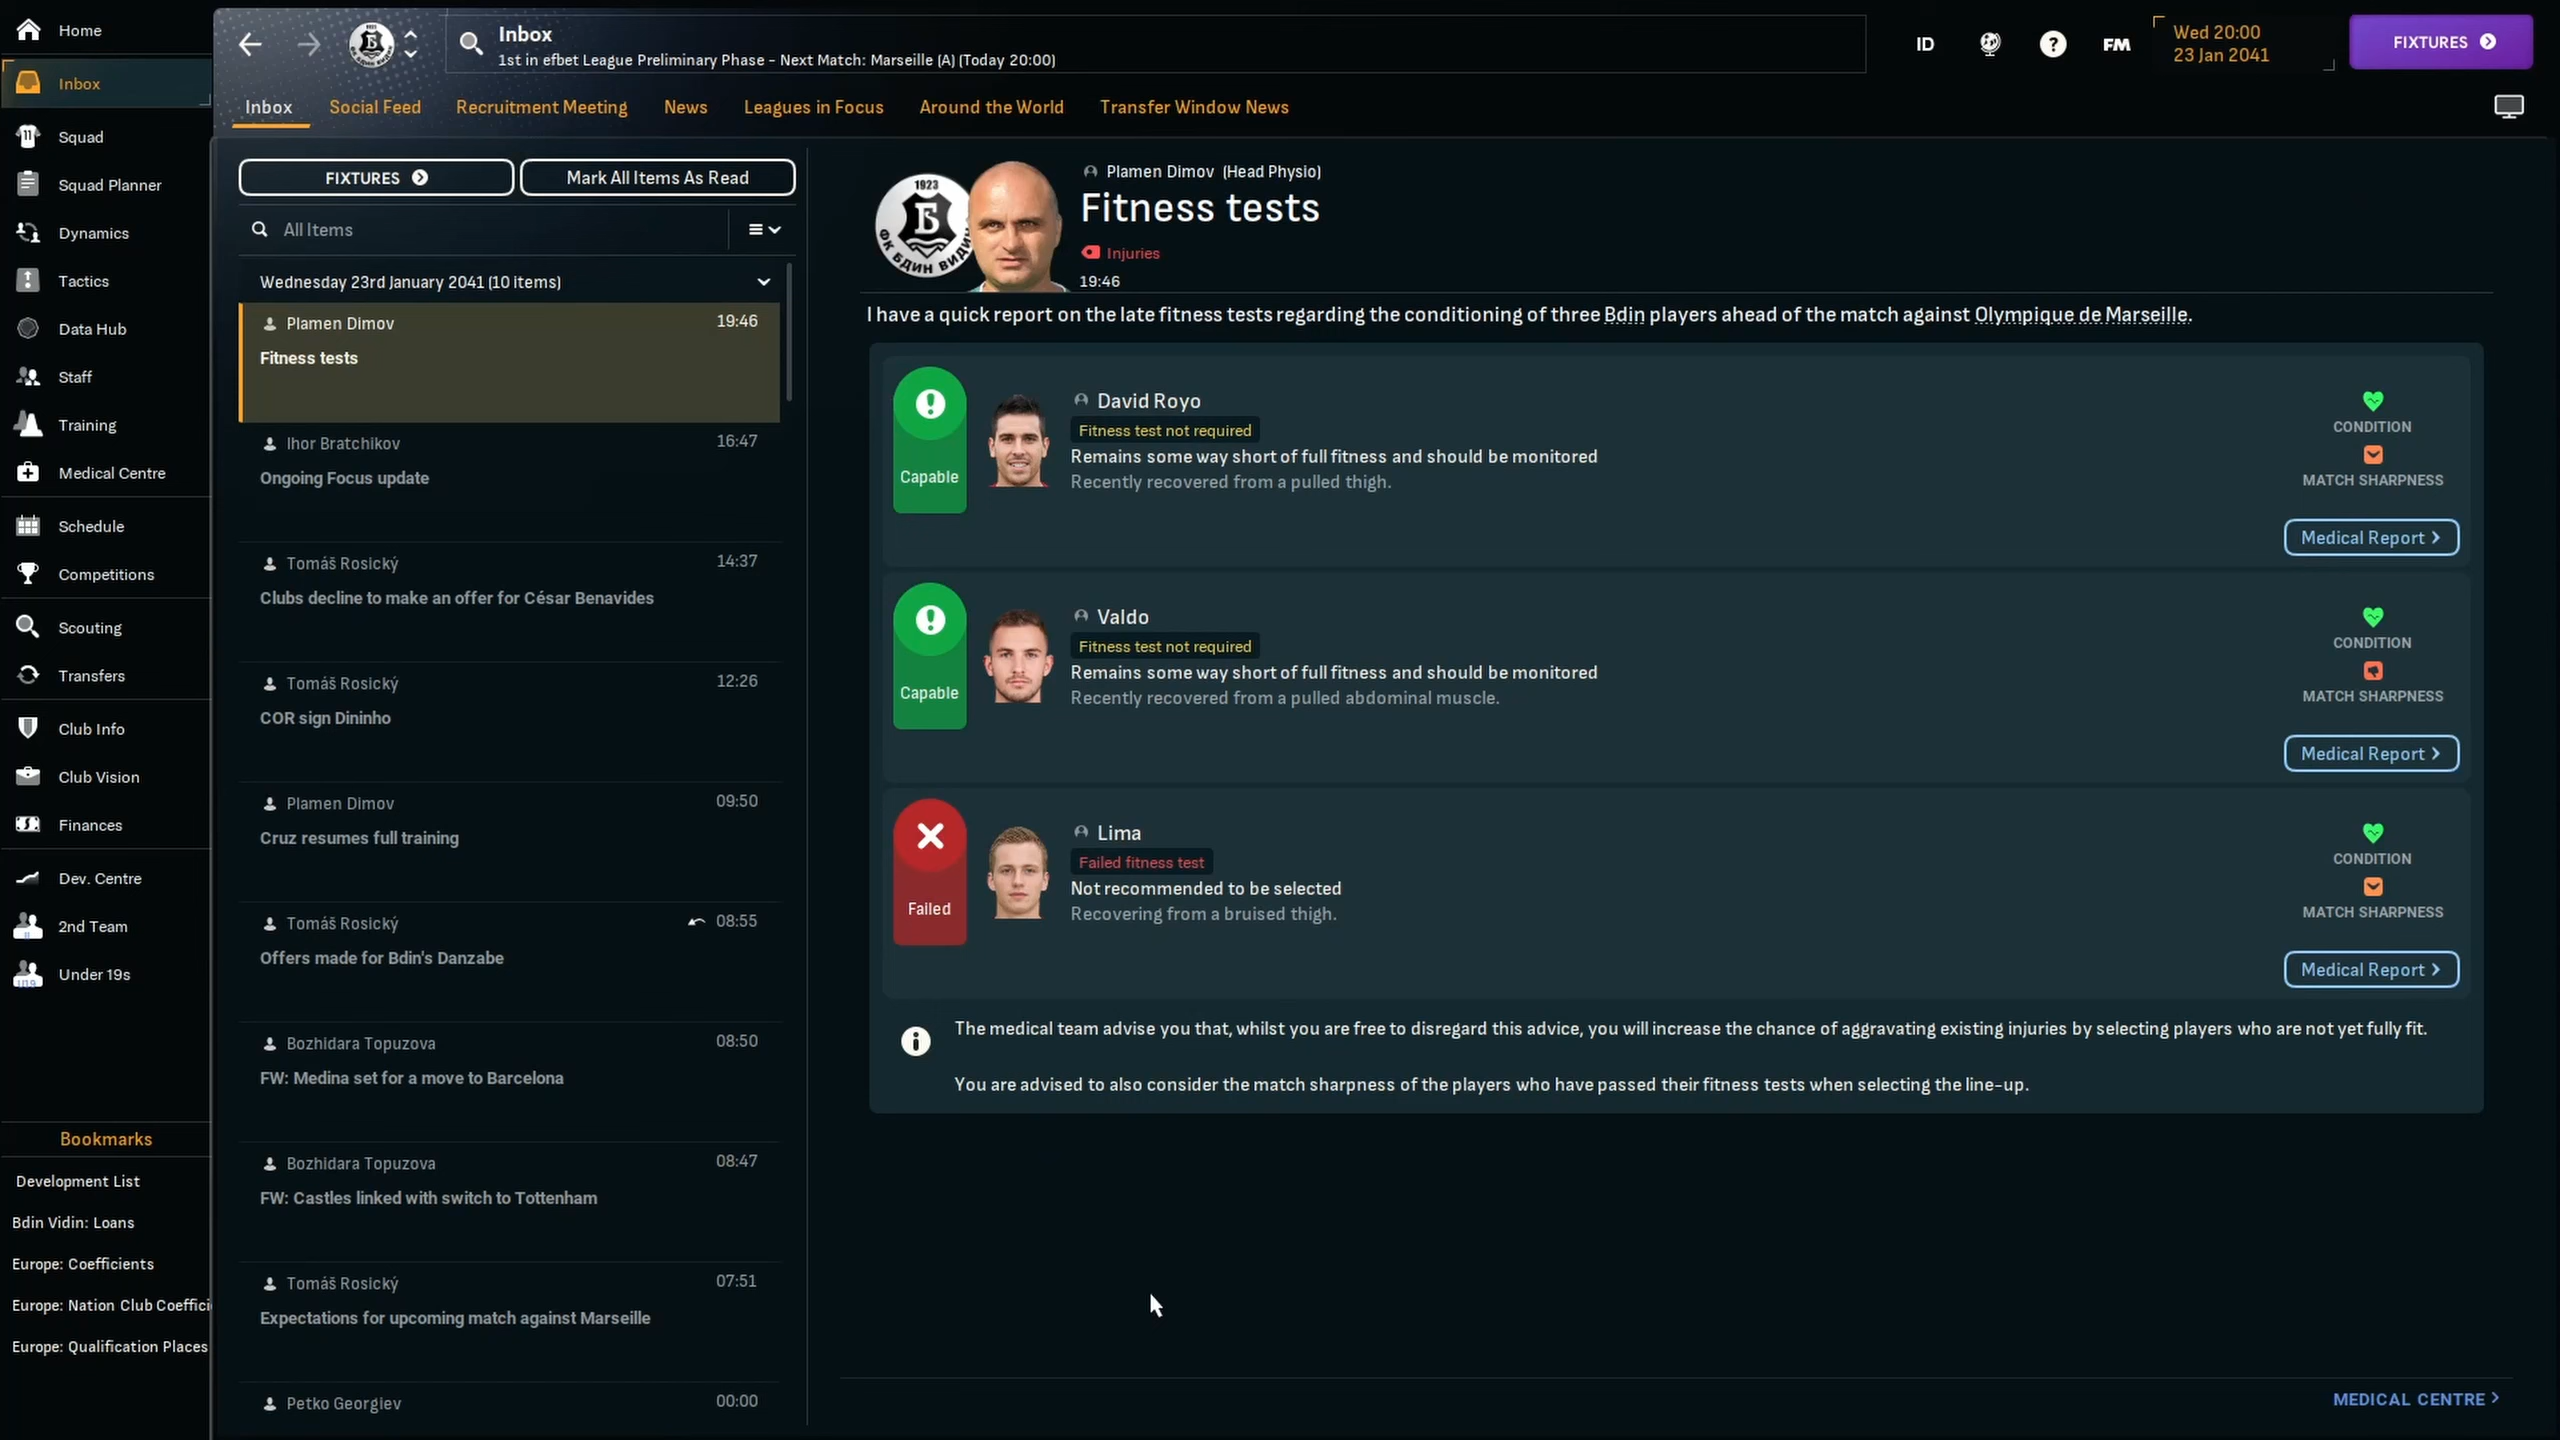 Home
Inbox
Squad
Squad Planner
Dynamics
Tactics
Data Hub
Staff
Training
Medical Centre
Schedule
Competitions
Scouting
Transfers
Club Info
Club Vision
Finances
Dev. Centre
2nd Team
Under 19s
Bookmarks
Development List
Bdin Vidin: Loans
Europe: Coefficients
Europe: Nation Club Coeffici
Europe: Qualification Places
Inbox
1st in efbet League Preliminary Phase - Next Match: Marseille (A) (Today 20:00)
ID
FM
Wed 20:00
23 Jan 2041
FIXTURES
Inbox Social Feed Recruitment Meeting News Leagues in Focus Around the World Transfer Window News
FIXTURES
Mark All Items As Read
All Items
Wednesday 23rd January 2041 (10 items)
Plamen Dimov 19:46
Fitness tests
Ihor Bratchikov 16:47
Ongoing Focus update
Tomáš Rosický 14:37
Clubs decline to make an offer for César Benavides
Tomáš Rosický 12:26
COR sign Dininho
Plamen Dimov 09:50
Cruz resumes full training
Tomáš Rosický 08:55
Offers made for Bdin's Danzabe
Bozhidara Topuzova 08:50
FW: Medina set for a move to Barcelona
Bozhidara Topuzova 08:47
FW: Castles linked with switch to Tottenham
Tomáš Rosický 07:51
Expectations for upcoming match against Marseille
Petko Georgiev 00:00
1923
Б
Plamen Dimov (Head Physio)
Fitness tests
Injuries
19:46
I have a quick report on the late fitness tests regarding the conditioning of three Bdin players ahead of the match against Olympique de Marseille.
Capable
David Royo
Fitness test not required
Remains some way short of full fitness and should be monitored
Recently recovered from a pulled thigh.
CONDITION
MATCH SHARPNESS
Medical Report
Capable
Valdo
Fitness test not required
Remains some way short of full fitness and should be monitored
Recently recovered from a pulled abdominal muscle.
CONDITION
MATCH SHARPNESS
Medical Report
Failed
Lima
Failed fitness test
Not recommended to be selected
Recovering from a bruised thigh.
CONDITION
MATCH SHARPNESS
Medical Report
The medical team advise you that, whilst you are free to disregard this advice, you will increase the chance of aggravating existing injuries by selecting players who are not yet fully fit.
You are advised to also consider the match sharpness of the players who have passed their fitness tests when selecting the line-up.
MEDICAL CENTRE